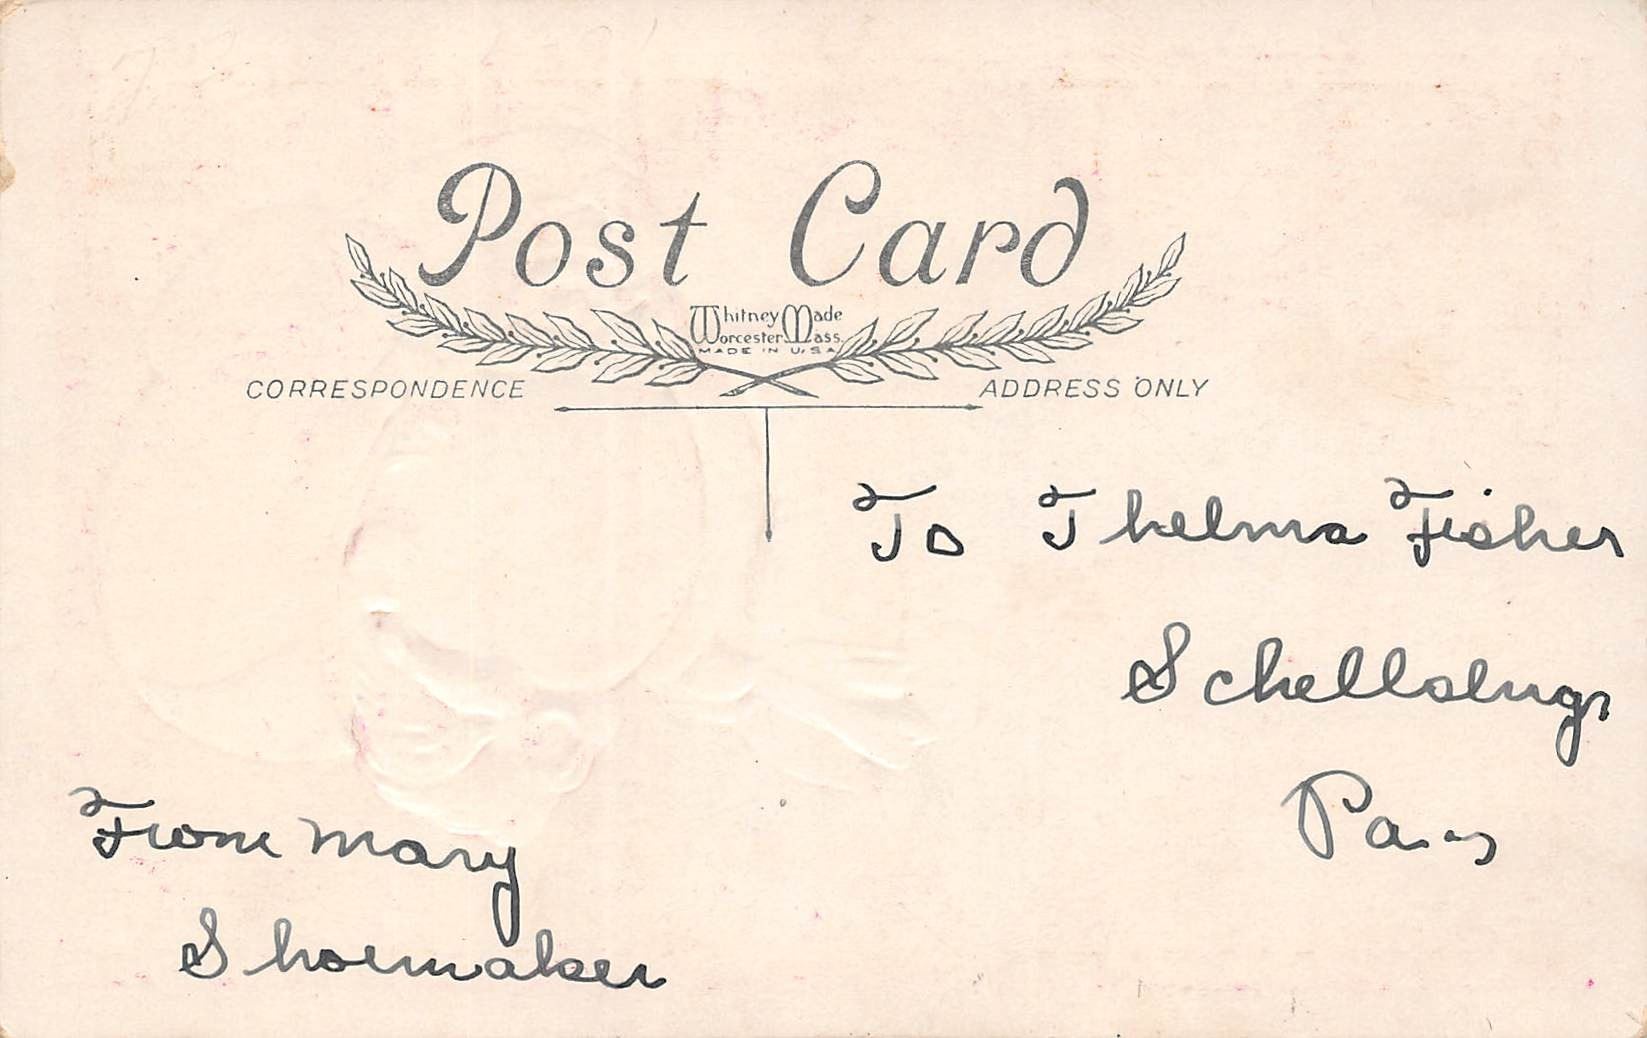 Post Card
Whitney Made
Worcester Mass.
MADE IN U.S.A
CORRESPONDENCE
ADDRESS ONLY
To Thelma Fisher
Schellsburg
Pa.
From Mary
Shoemaker